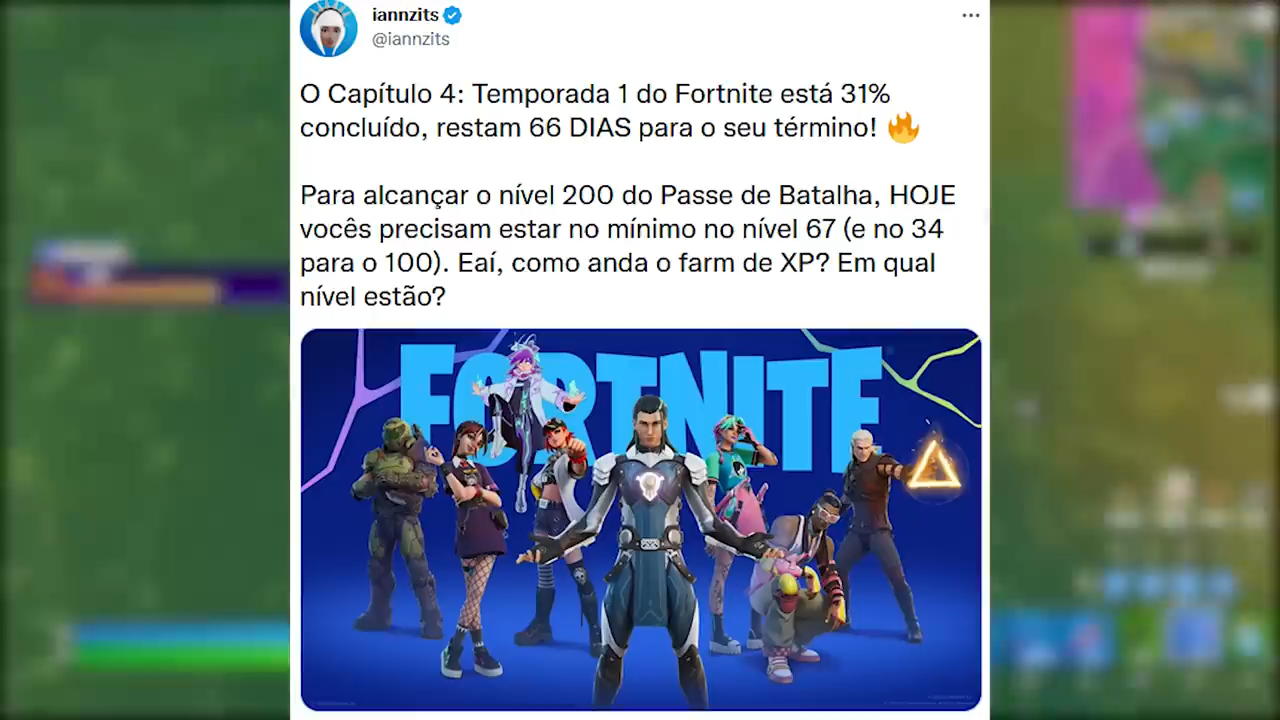 iannzits
@iannzits
O Capítulo 4: Temporada 1 do Fortnite está 31%
concluído, restam 66 DIAS para o seu término! 🔥
Para alcançar o nível 200 do Passe de Batalha, HOJE
vocês precisam estar no mínimo no nível 67 (e no 34
para o 100). Eaí, como anda o farm de XP? Em qual
nível estão?
FORTNITE